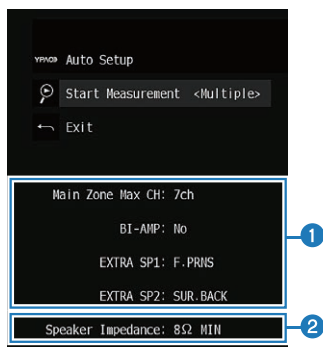 YPAO Auto Setup
Start Measurement <Multiple>
Exit
Main Zone Max CH: 7ch
BI-AMP: No
EXTRA SP1: F.PRNS
EXTRA SP2: SUR.BACK
1
Speaker Impedance: 8Ω MIN
2